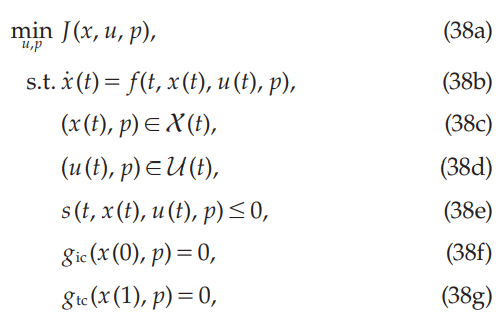 min J(x, u, p), (38a)
u,p
s.t. ẋ(t) = f(t, x(t), u(t), p), (38b)
(x(t), p) ∈ 𝒳(t), (38c)
(u(t), p) ∈ 𝒰(t), (38d)
s(t, x(t), u(t), p) ≤ 0, (38e)
g_ic(x(0), p) = 0, (38f)
g_tc(x(1), p) = 0, (38g)